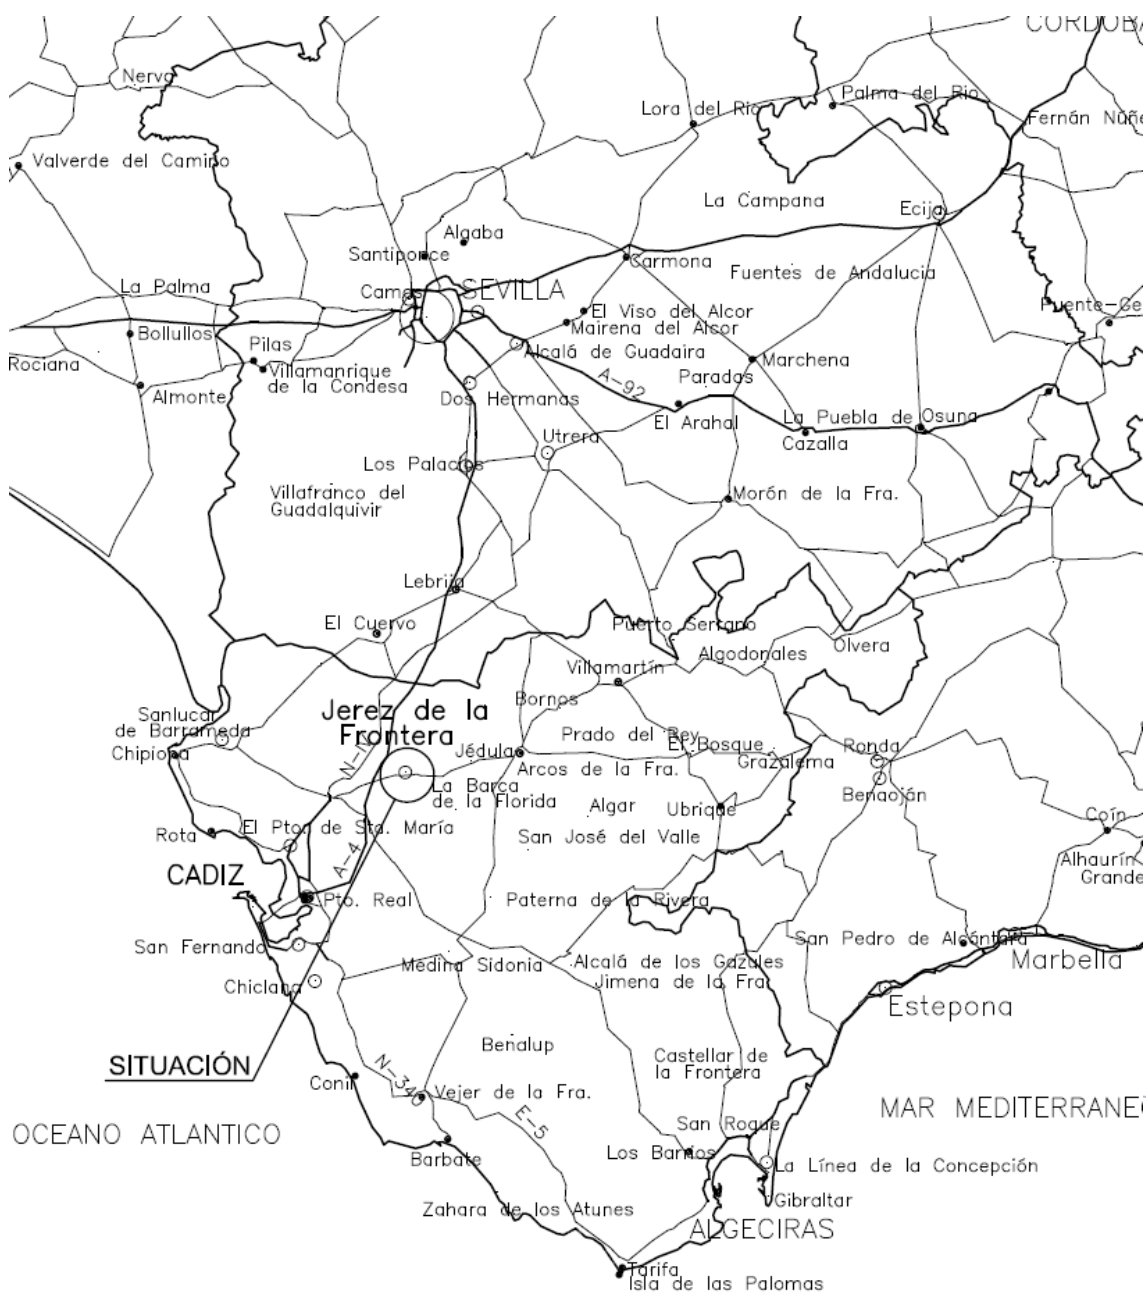 CORDOBA
Nerva
Palma del Rio
Lora del Rio
Valverde del Camino
La Campana
Ecija
Algaba
Santiponce
Carmona
Fuentes de Andalucia
La Palma
Camas
SEVILLA
El Viso del Alcor
Mairena del Alcor
Bollullos
Pilas
Alcalá de Guadaira
Marchena
Rociana
Villamanrique
de la Condesa
Almonte
A-92
Paradas
Dos Hermanas
El Arahal
La Puebla de
Cazalla
Osuna
Utrera
Los Palacios
Villafranco del
Guadalquivir
Morón de la Fra.
Lebrija
El Cuervo
Puerto Serrano
Algodonales
Olvera
Villamartín
Bornos
Sanlucar
de Barrameda
Jerez de la
Frontera
Prado del Rey
El Bosque
Grazalema
Ronda
Chipiona
N-IV
Jédula
Arcos de la Fra.
Benaoján
La Barca
de la Florida
Algar
Ubrique
Coín
Rota
El Pto. de Sta. María
San José del Valle
A-4
Alhaurín
Grande
CADIZ
Pto. Real
Paterna de la Rivera
San Fernando
San Pedro de Alcántara
Marbella
Medina Sidonia
Alcalá de los Gazules
Jimena de la Fra.
Chiclana
Estepona
Benalup
Castellar de
la Frontera
SITUACIÓN
Conil
N-340
Vejer de la Fra.
E-5
San Roque
MAR MEDITERRANEO
OCEANO ATLANTICO
Barbate
Los Barrios
La Línea de la Concepción
Gibraltar
Zahara de los Atunes
ALGECIRAS
Tarifa
Isla de las Palomas